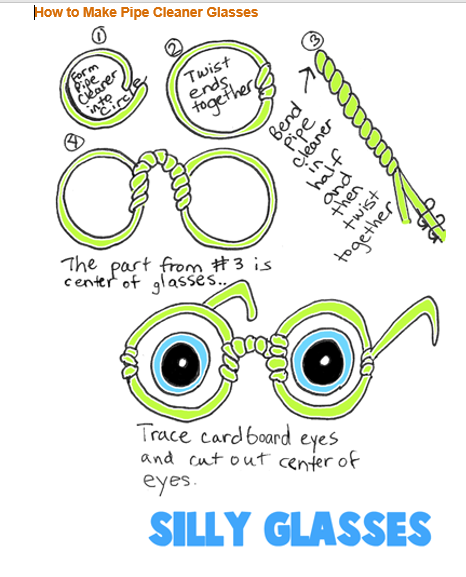 How to Make Pipe Cleaner Glasses
1
Form
Pipe
Cleaner
into
Circle
2
Twist
ends
together
3
Bend
Pipe
Cleaner
in
half
and
then
twist
together
4
The part from #3 is
center of glasses..
Trace cardboard eyes
and cut out center of
eyes.
SILLY GLASSES